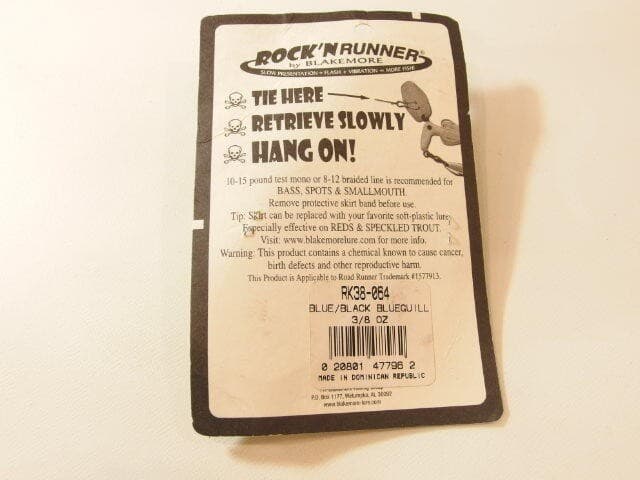 ROCK'N RUNNER®
by BLAKEMORE
SLOW PRESENTATION + FLASH + VIBRATION = MORE FISH!
TIE HERE
RETRIEVE SLOWLY
HANG ON!
10-15 pound test mono or 8-12 braided line is recommended for
BASS, SPOTS & SMALLMOUTH.
Remove protective skirt band before use.
Tip: Skirt can be replaced with your favorite soft-plastic lure
Especially effective on REDS & SPECKLED TROUT.
Visit: www.blakemorelure.com for more info.
Warning: This product contains a chemical known to cause cancer,
birth defects and other reproductive harm.
This Product is Applicable to Road Runner Trademark #1577913.
RK38-064
BLUE/BLACK BLUEQUILL
3/8 OZ
0 20801 47796 2
MADE IN DOMINICAN REPUBLIC
P.O. Box 1177, Wetumpka, AL 36092
www.blakemore-lure.com